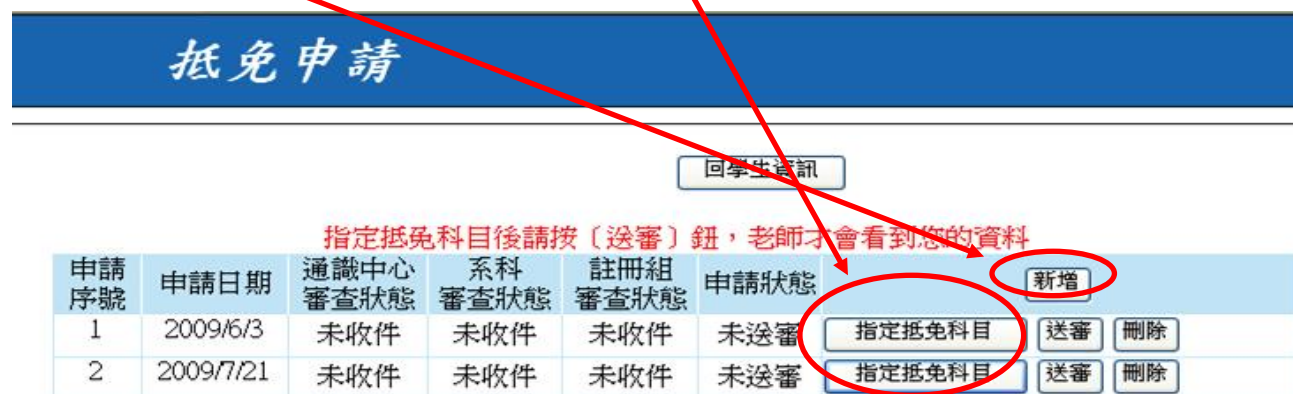 抵免申請
回學生資訊
指定抵免科目後請按〔送審〕鈕，老師才會看到您的資料
申請序號 申請日期 通識中心審查狀態 系科審查狀態 註冊組審查狀態 申請狀態 新增
1 2009/6/3 未收件 未收件 未收件 未送審 指定抵免科目 送審 刪除
2 2009/7/21 未收件 未收件 未收件 未送審 指定抵免科目 送審 刪除